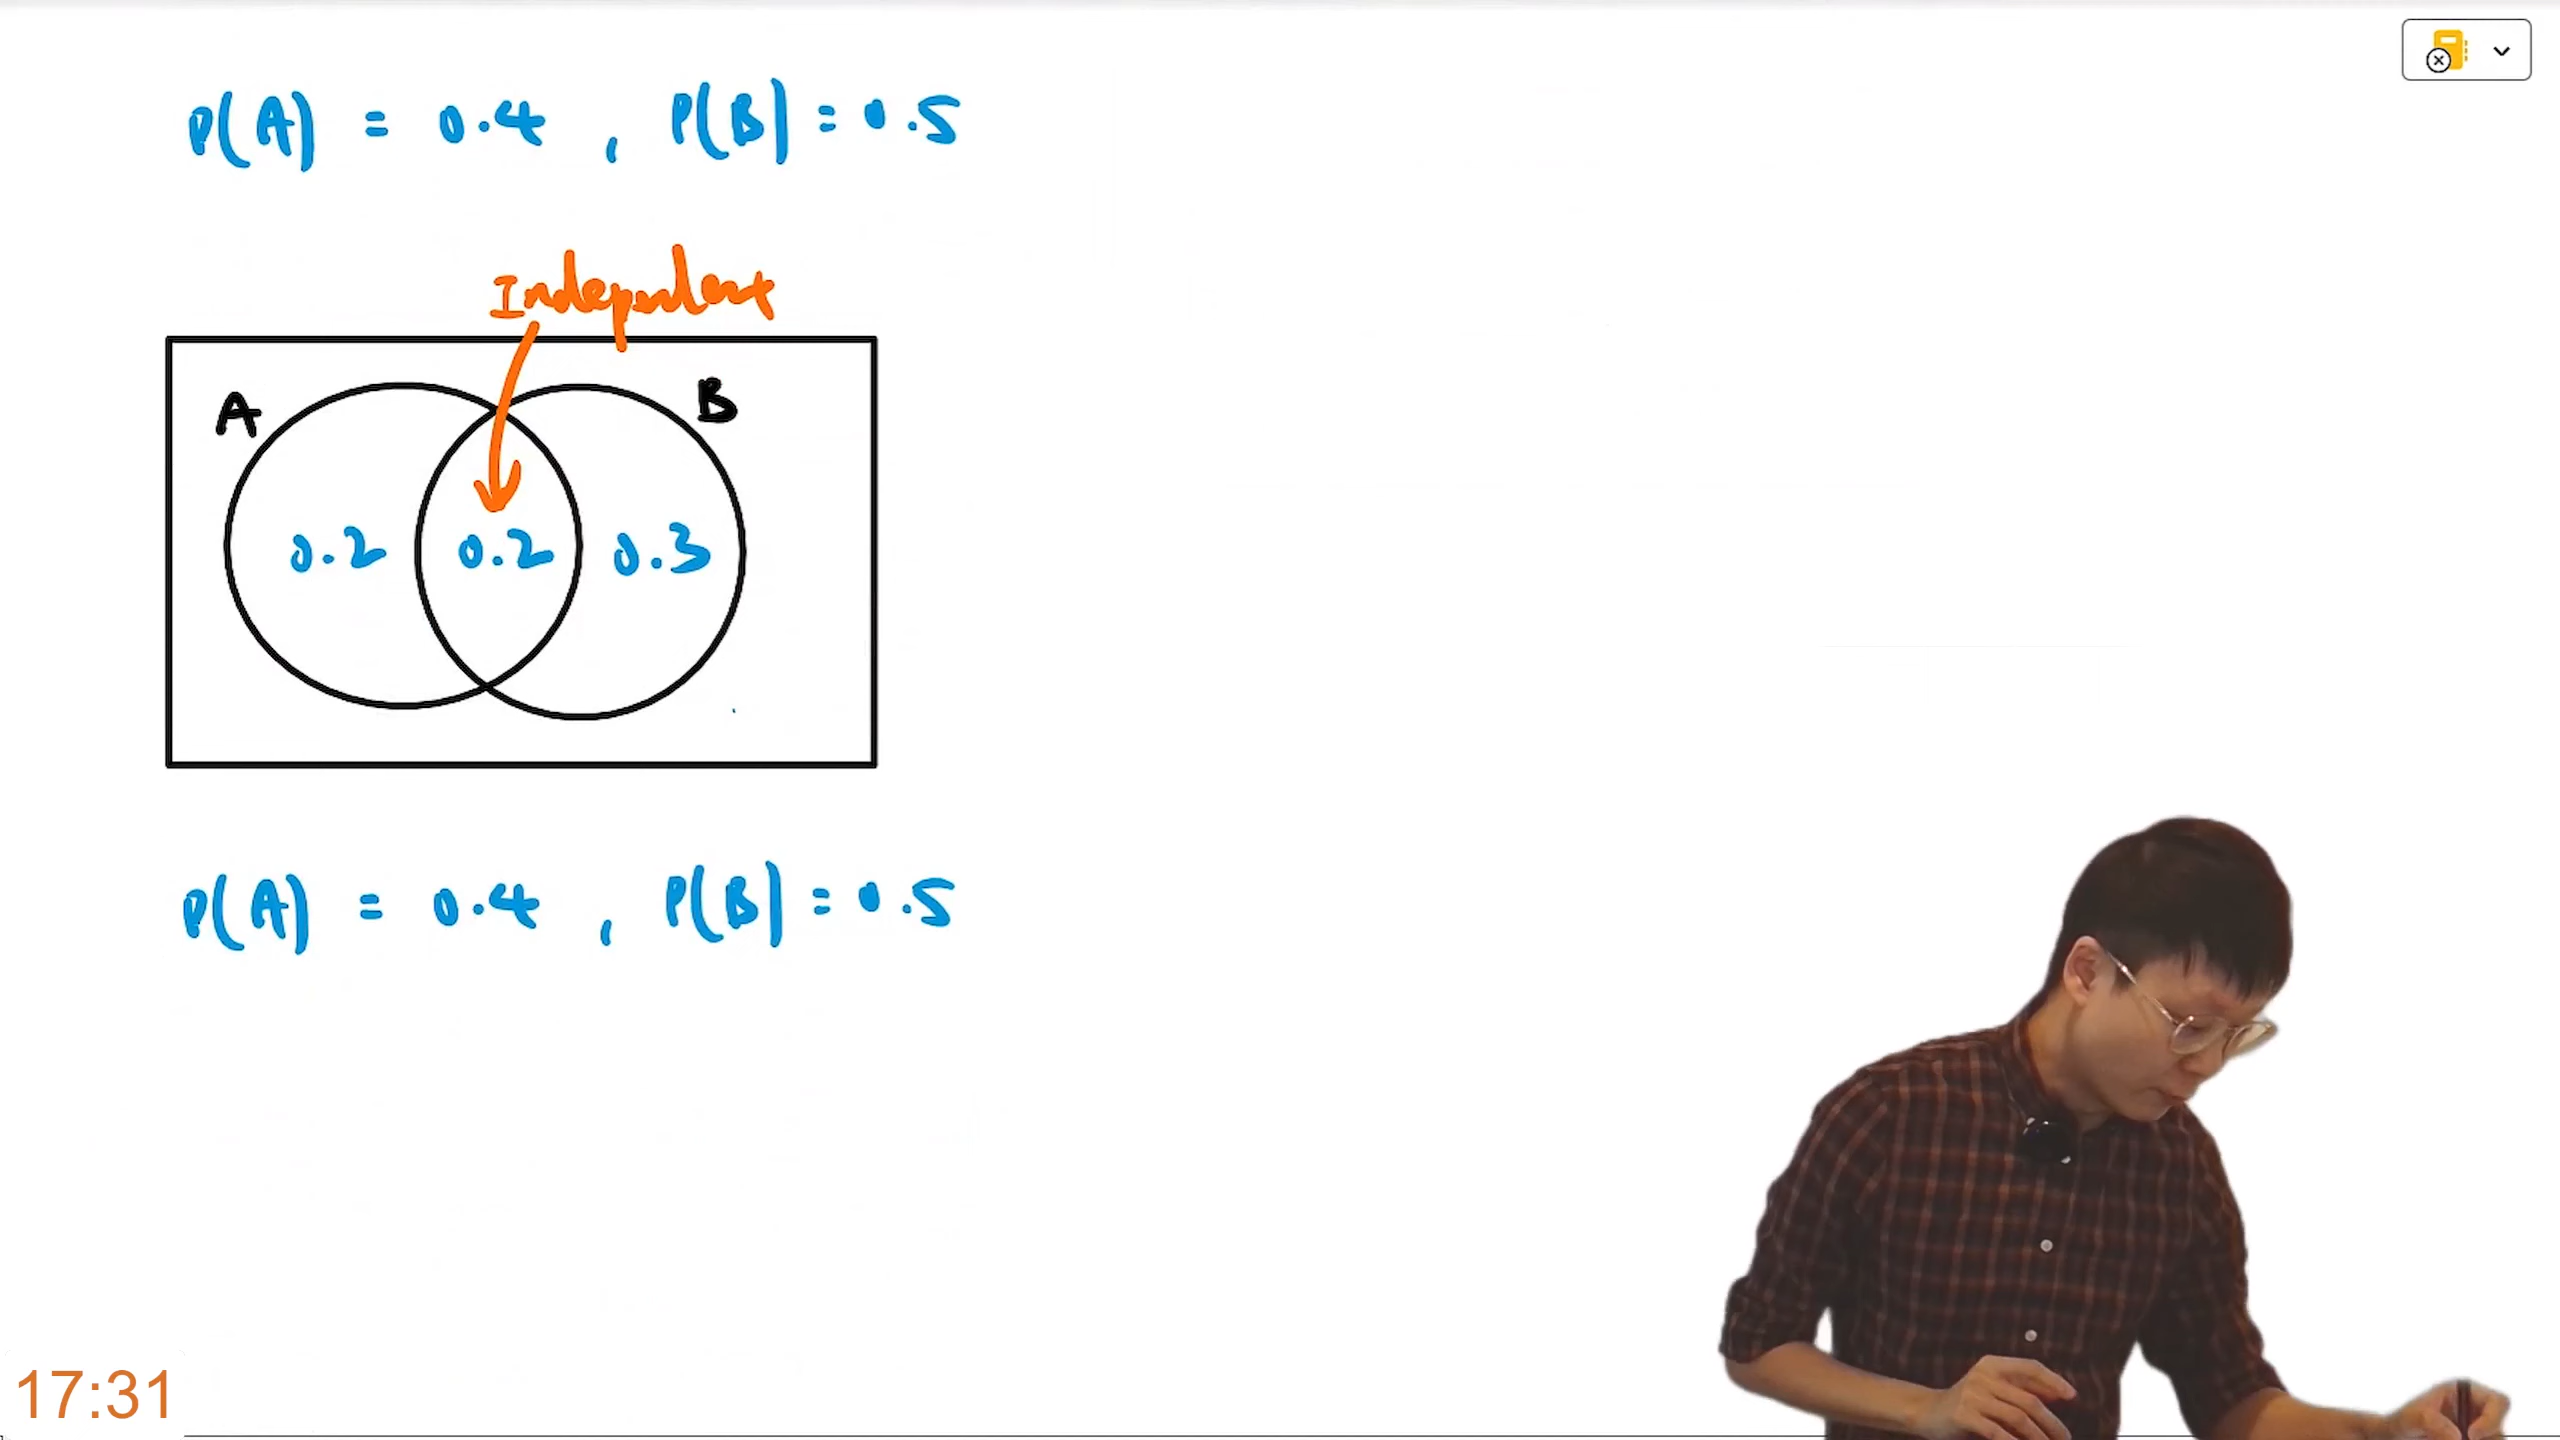 P(A) = 0.4 , P(B) = 0.5
Independent
A
B
0.2 0.2 0.3
P(A) = 0.4 , P(B) = 0.5
17:31